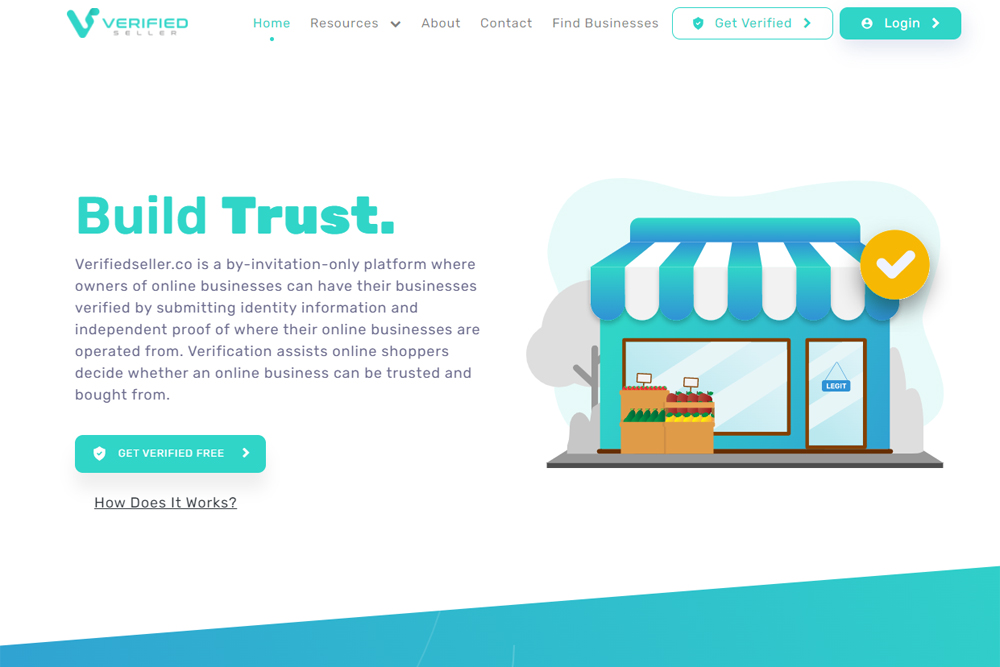 VERIFIED
SELLER
Home Resources About Contact Find Businesses Get Verified Login
Build Trust.
Verifiedseller.co is a by-invitation-only platform where
owners of online businesses can have their businesses
verified by submitting identity information and
independent proof of where their online businesses are
operated from. Verification assists online shoppers
decide whether an online business can be trusted and
bought from.
GET VERIFIED FREE
How Does It Works?
LEGIT